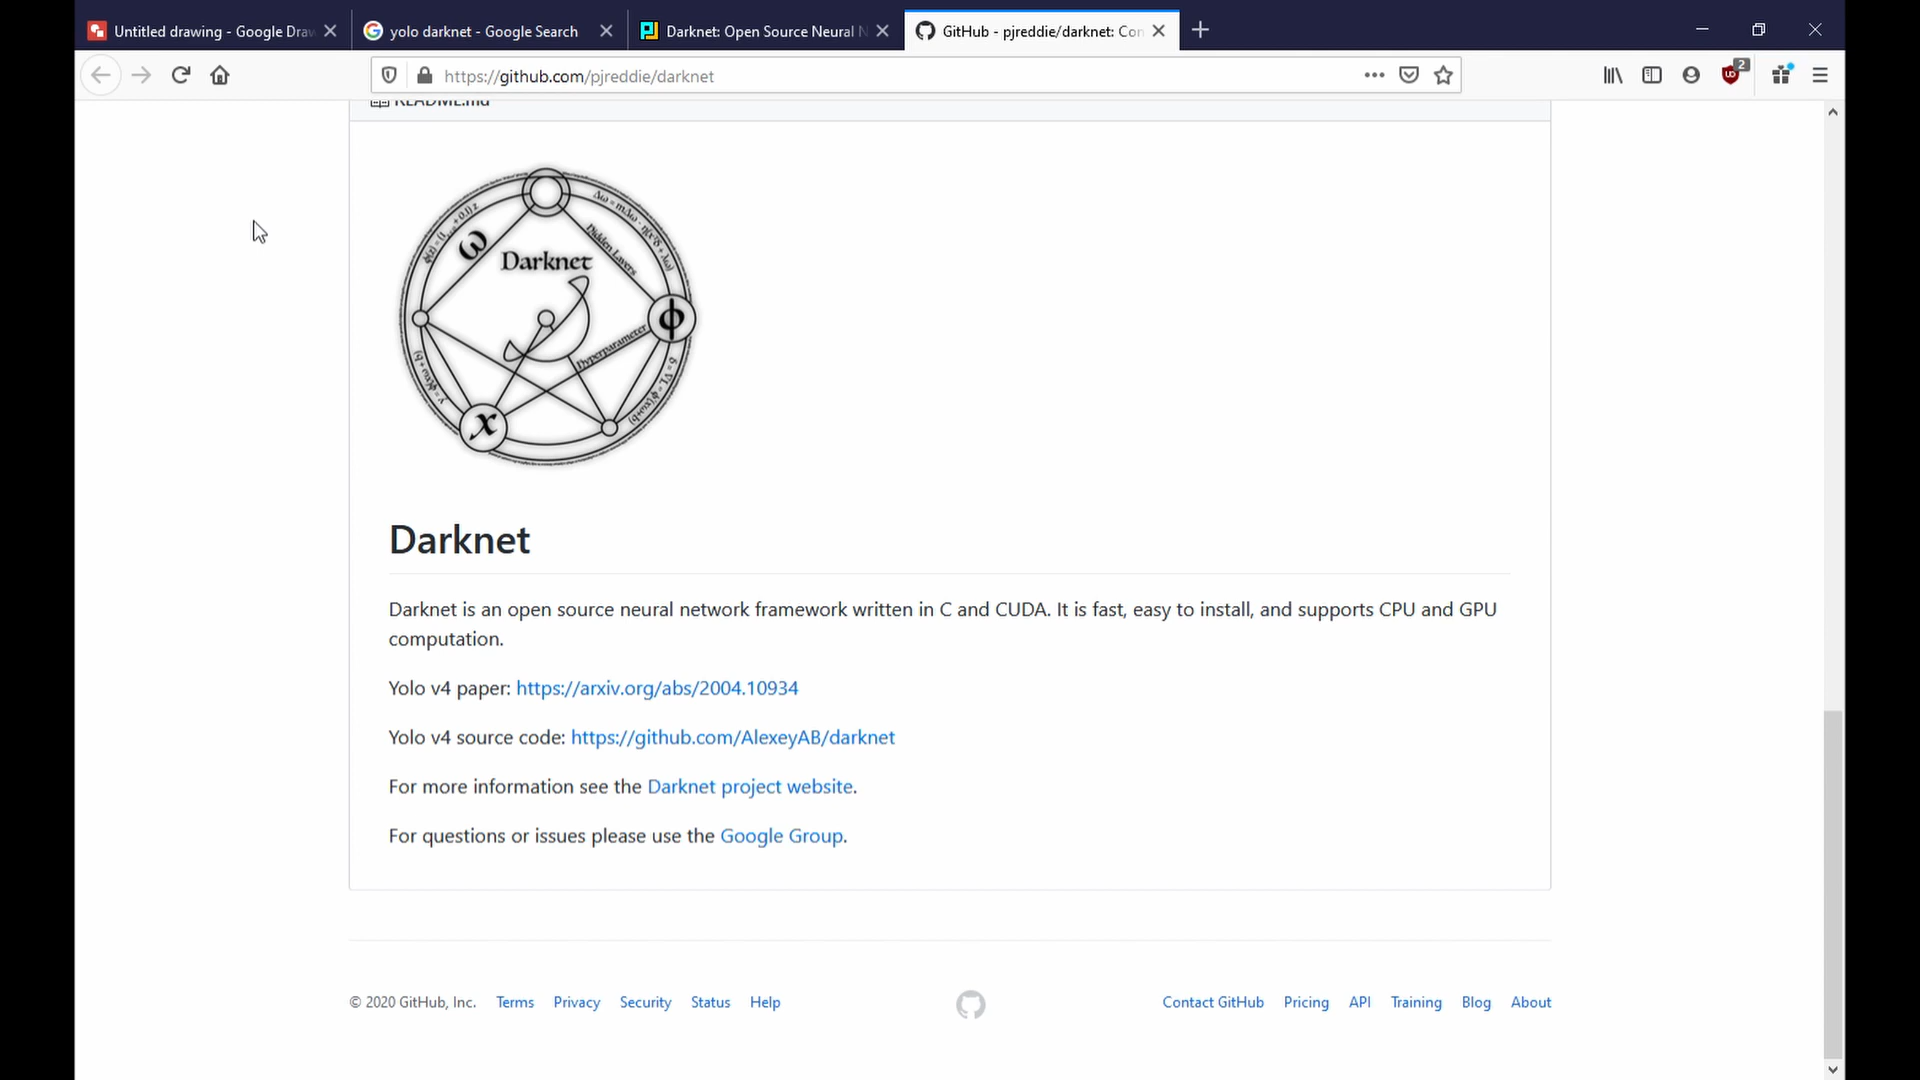 Untitled drawing - Google Draw
yolo darknet - Google Search
Darknet: Open Source Neural N
GitHub - pjreddie/darknet: Con
https://github.com/pjreddie/darknet
2
README.md
ω
Darknet
Hidden Layers
ϕ
Hyperparameter
x
Darknet
Darknet is an open source neural network framework written in C and CUDA. It is fast, easy to install, and supports CPU and GPU
computation.
Yolo v4 paper: https://arxiv.org/abs/2004.10934
Yolo v4 source code: https://github.com/AlexeyAB/darknet
For more information see the Darknet project website.
For questions or issues please use the Google Group.
© 2020 GitHub, Inc. Terms Privacy Security Status Help
Contact GitHub Pricing API Training Blog About